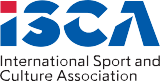 ISCA
International Sport and
Culture Association